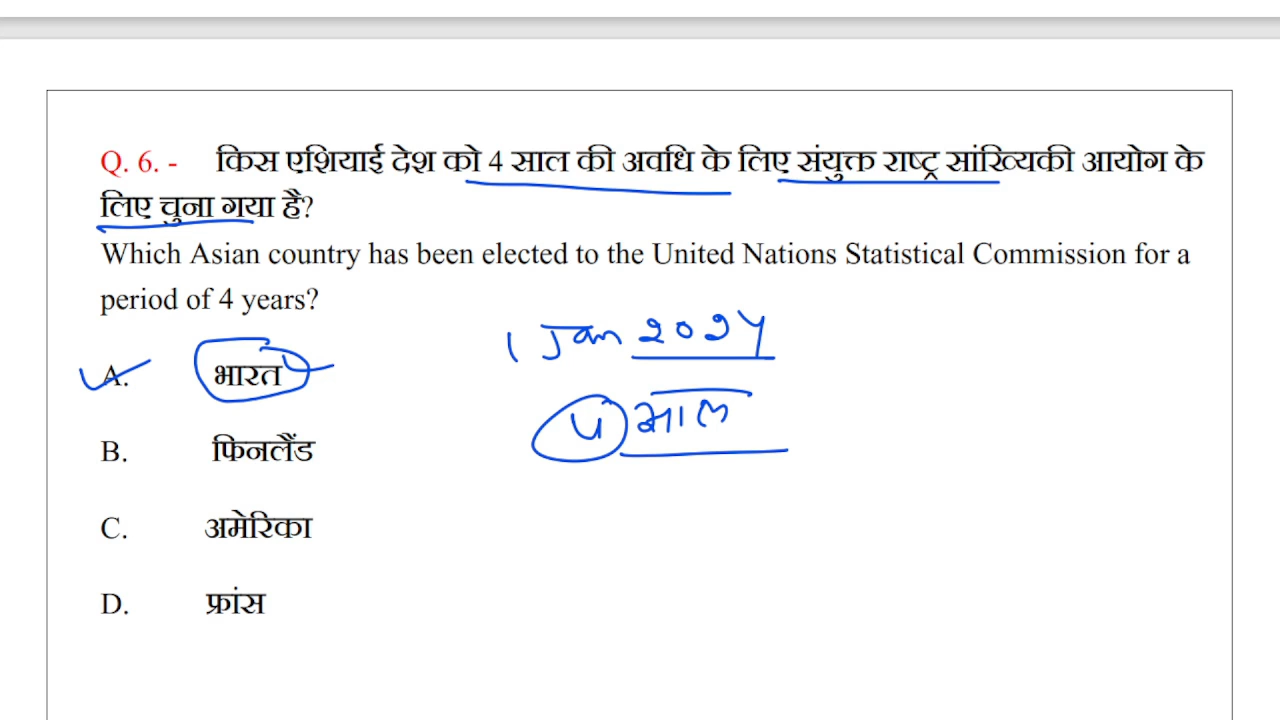 Q. 6. - किस एशियाई देश को 4 साल की अवधि के लिए संयुक्त राष्ट्र सांख्यिकी आयोग के
लिए चुना गया है?
Which Asian country has been elected to the United Nations Statistical Commission for a
period of 4 years?
1 Jan 2024
A. भारत
4 साल
B. फिनलैंड
C. अमेरिका
D. फ्रांस